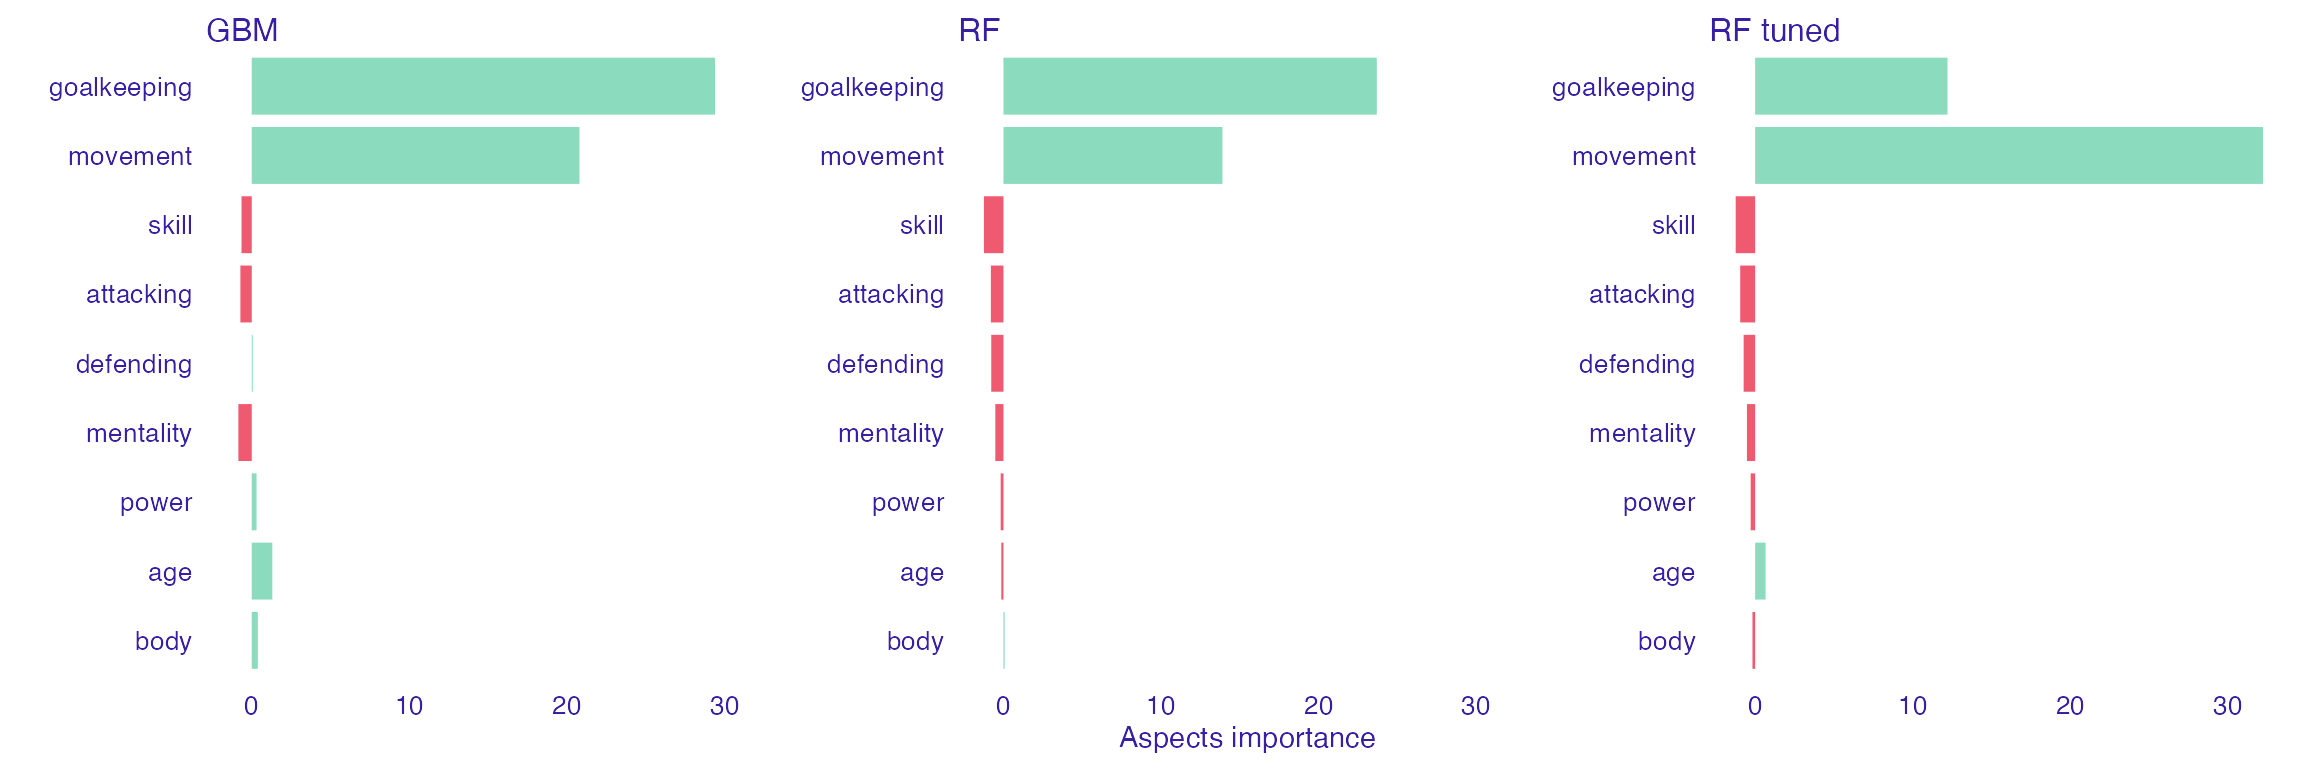 GBM
goalkeeping
movement
skill
attacking
defending
mentality
power
age
body
0 10 20 30
RF
goalkeeping
movement
skill
attacking
defending
mentality
power
age
body
0 10 20 30
RF tuned
goalkeeping
movement
skill
attacking
defending
mentality
power
age
body
0 10 20 30
Aspects importance